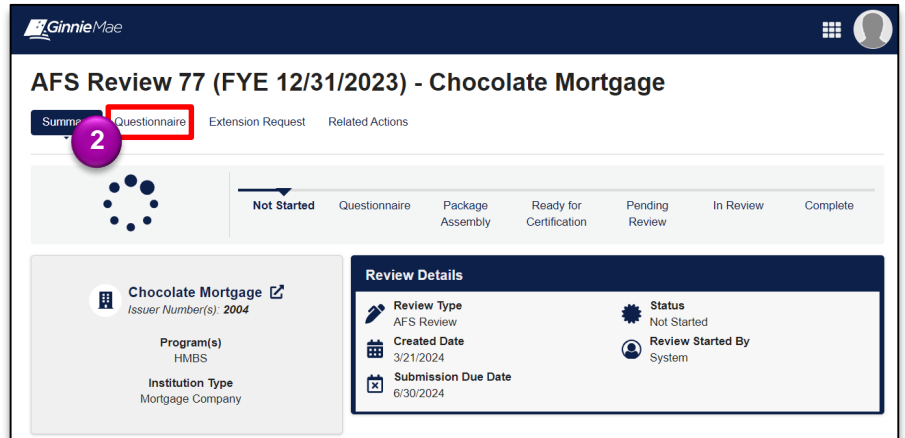 GinnieMae
AFS Review 77 (FYE 12/31/2023) - Chocolate Mortgage
Questionnaire Extension Request Related Actions
2
Not Started Questionnaire Package Assembly Ready for Certification Pending Review In Review Complete
Chocolate Mortgage
Issuer Number(s): 2004
Program(s)
HMBS
Institution Type
Mortgage Company
Review Details
Review Type
AFS Review
Status
Not Started
Created Date
3/21/2024
Review Started By
System
Submission Due Date
6/30/2024